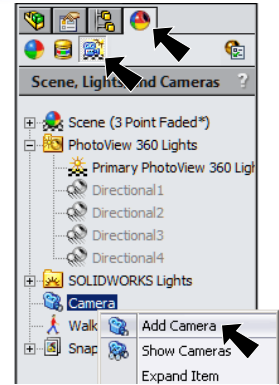 Scene, Lights, and Cameras ?
Scene (3 Point Faded*)
PhotoView 360 Lights
Primary PhotoView 360 Ligh
Directional1
Directional2
Directional3
Directional4
SOLIDWORKS Lights
Camera
Walk
Add Camera
Snap
Show Cameras
Expand Item